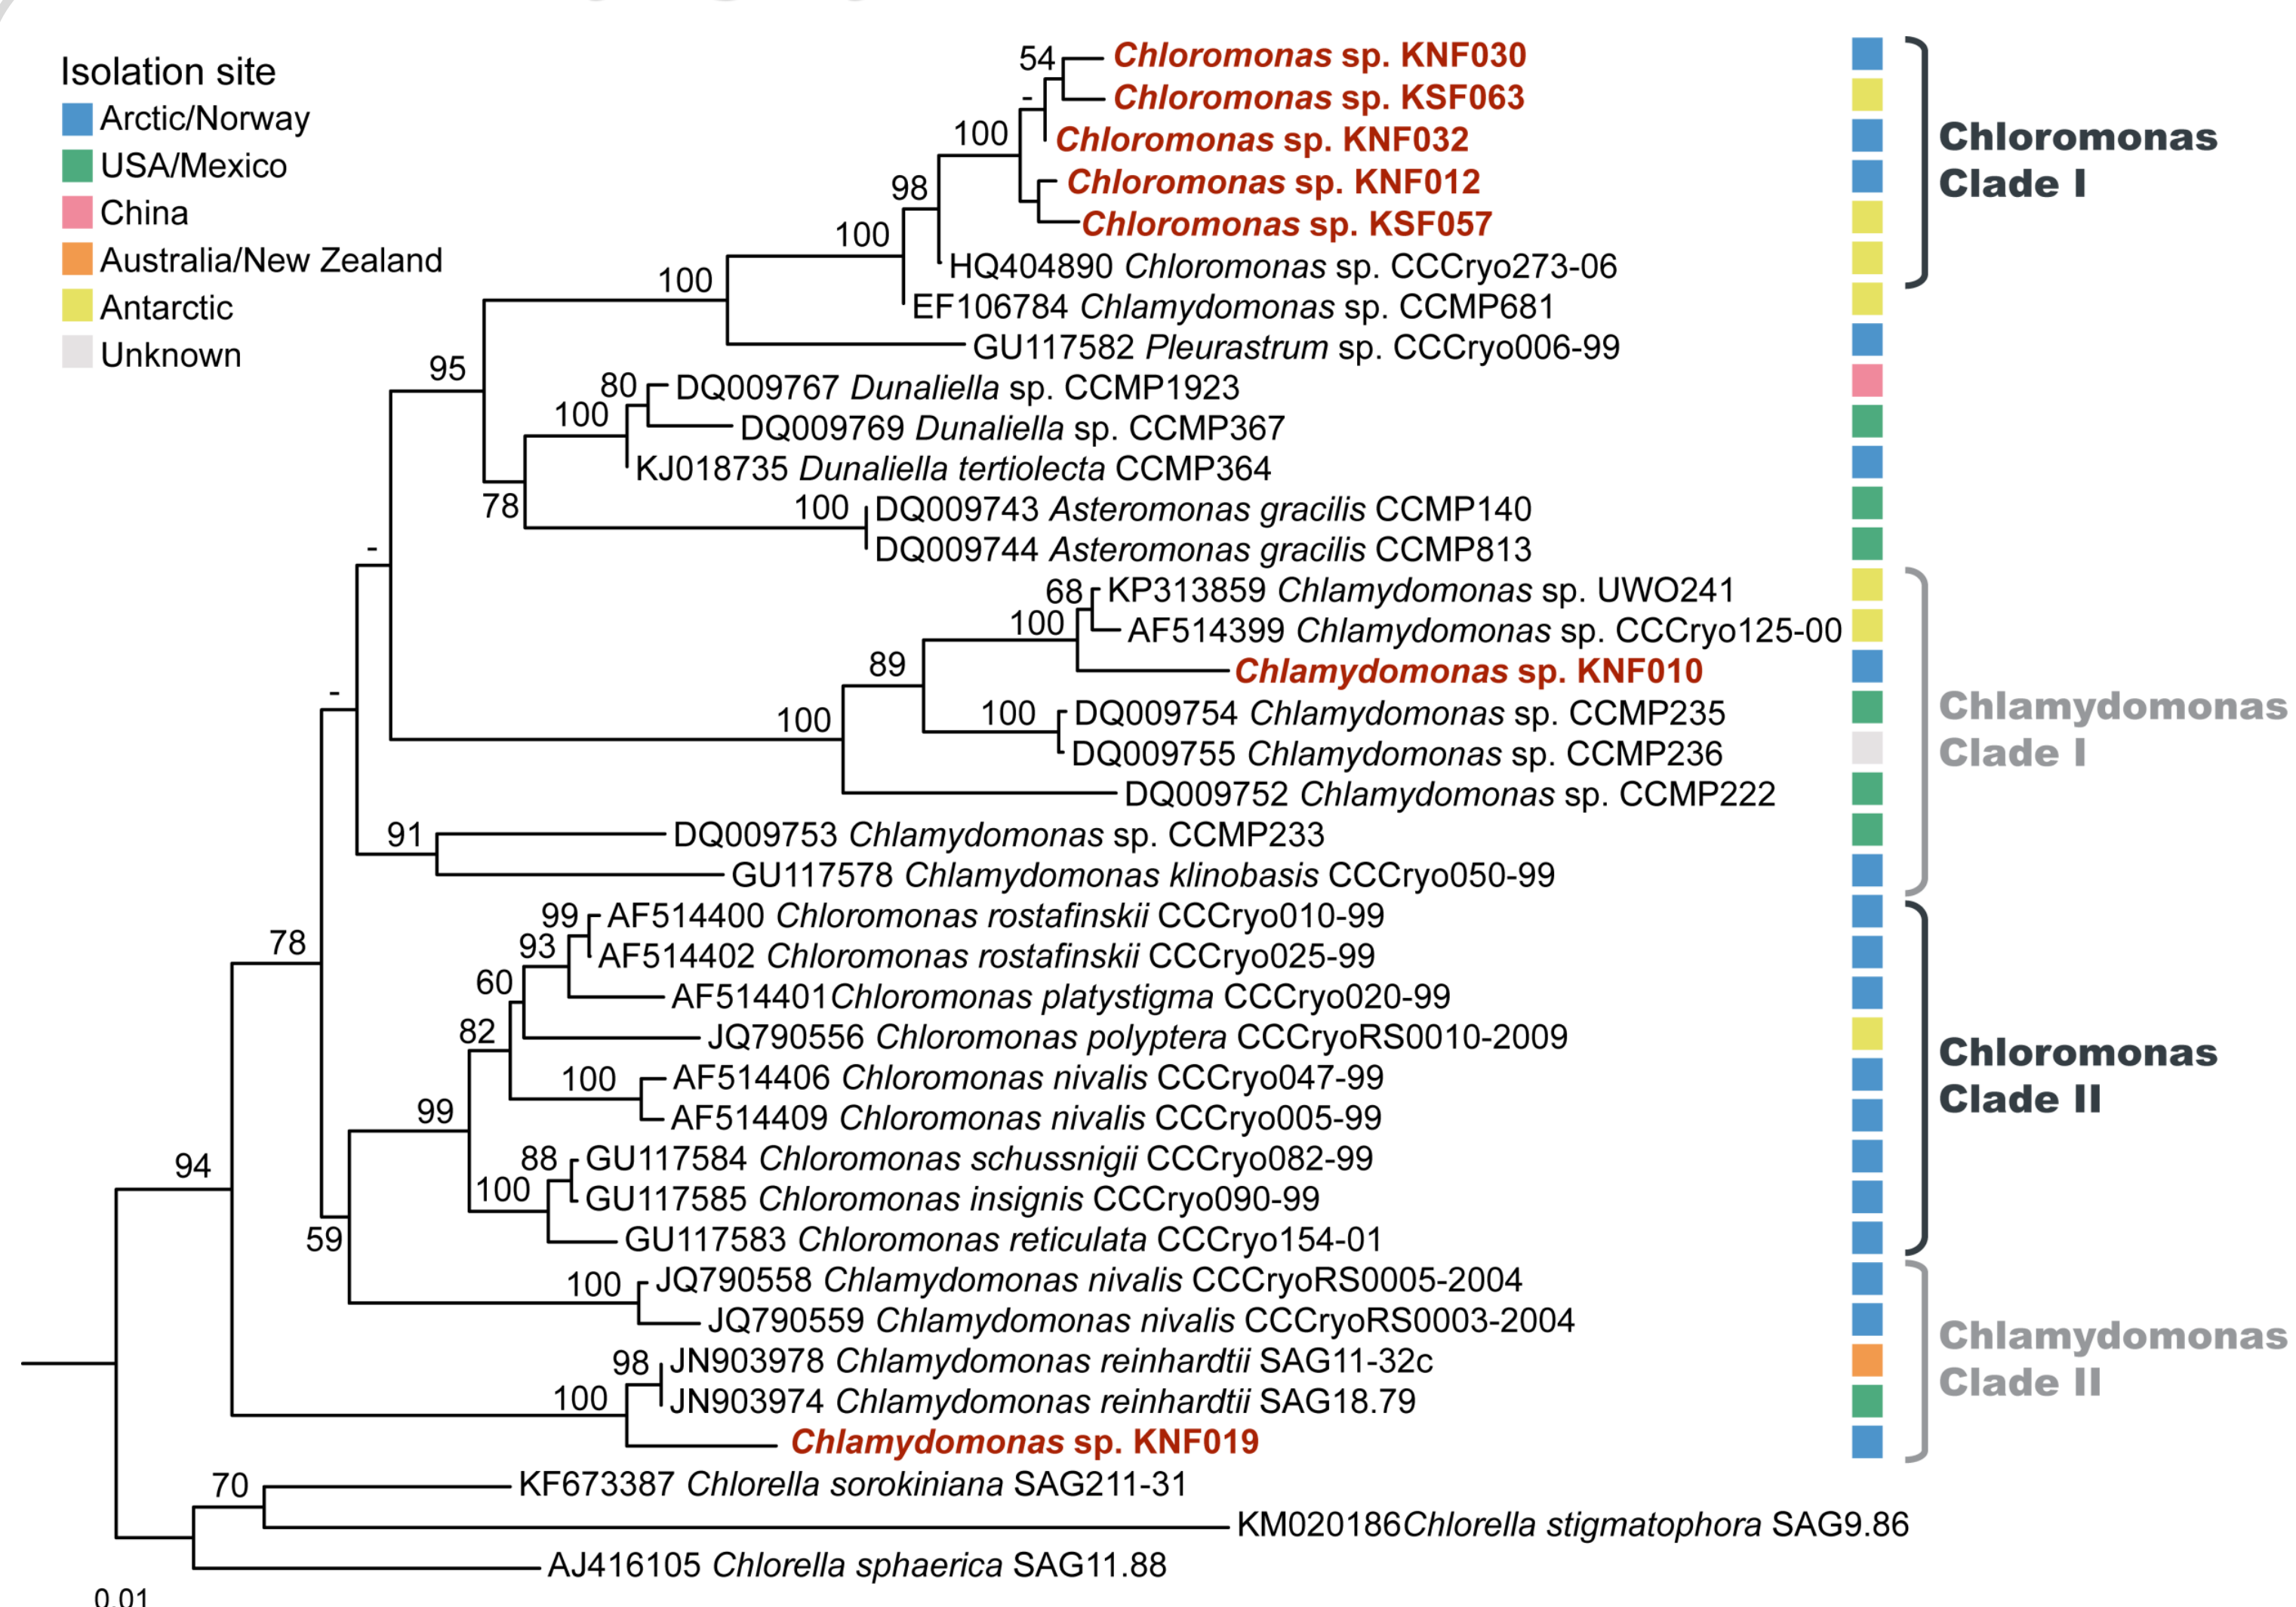 Isolation site
Arctic/Norway
USA/Mexico
China
Australia/New Zealand
Antarctic
Unknown
54
Chloromonas sp. KNF030
-
Chloromonas sp. KSF063
100
Chloromonas sp. KNF032
98
Chloromonas sp. KNF012
100
Chloromonas sp. KSF057
100
HQ404890 Chloromonas sp. CCCryo273-06
EF106784 Chlamydomonas sp. CCMP681
GU117582 Pleurastrum sp. CCCryo006-99
Chloromonas
Clade I
95
80
DQ009767 Dunaliella sp. CCMP1923
100
DQ009769 Dunaliella sp. CCMP367
KJ018735 Dunaliella tertiolecta CCMP364
78
100
DQ009743 Asteromonas gracilis CCMP140
DQ009744 Asteromonas gracilis CCMP813
-
68
KP313859 Chlamydomonas sp. UWO241
100
AF514399 Chlamydomonas sp. CCCryo125-00
89
Chlamydomonas sp. KNF010
-
100
100
DQ009754 Chlamydomonas sp. CCMP235
DQ009755 Chlamydomonas sp. CCMP236
DQ009752 Chlamydomonas sp. CCMP222
Chlamydomonas
Clade I
91
DQ009753 Chlamydomonas sp. CCMP233
GU117578 Chlamydomonas klinobasis CCCryo050-99
78
99
AF514400 Chloromonas rostafinskii CCCryo010-99
93
AF514402 Chloromonas rostafinskii CCCryo025-99
60
AF514401Chloromonas platystigma CCCryo020-99
82
JQ790556 Chloromonas polyptera CCCryoRS0010-2009
100
AF514406 Chloromonas nivalis CCCryo047-99
99
AF514409 Chloromonas nivalis CCCryo005-99
Chloromonas
Clade II
94
88
GU117584 Chloromonas schussnigii CCCryo082-99
100
GU117585 Chloromonas insignis CCCryo090-99
59
GU117583 Chloromonas reticulata CCCryo154-01
100
JQ790558 Chlamydomonas nivalis CCCryoRS0005-2004
JQ790559 Chlamydomonas nivalis CCCryoRS0003-2004
98
JN903978 Chlamydomonas reinhardtii SAG11-32c
100
JN903974 Chlamydomonas reinhardtii SAG18.79
Chlamydomonas sp. KNF019
Chlamydomonas
Clade II
70
KF673387 Chlorella sorokiniana SAG211-31
KM020186Chlorella stigmatophora SAG9.86
AJ416105 Chlorella sphaerica SAG11.88
0.01